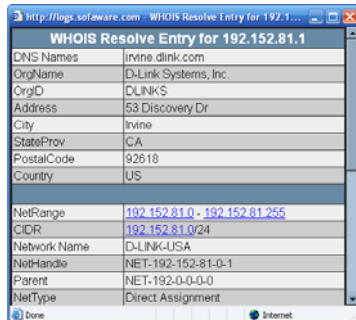 http://logs.sofaware.com - WHOIS Resolve Entry for 192.1...
WHOIS Resolve Entry for 192.152.81.1
DNS Names irvine.dlink.com
OrgName D-Link Systems, Inc.
OrgID DLINKS
Address 53 Discovery Dr
City Irvine
StateProv CA
PostalCode 92618
Country US
NetRange 192.152.81.0 - 192.152.81.255
CIDR 192.152.81.0/24
Network Name D-LINK-USA
NetHandle NET-192-152-81-0-1
Parent NET-192-0-0-0-0
NetType Direct Assignment
Done Internet